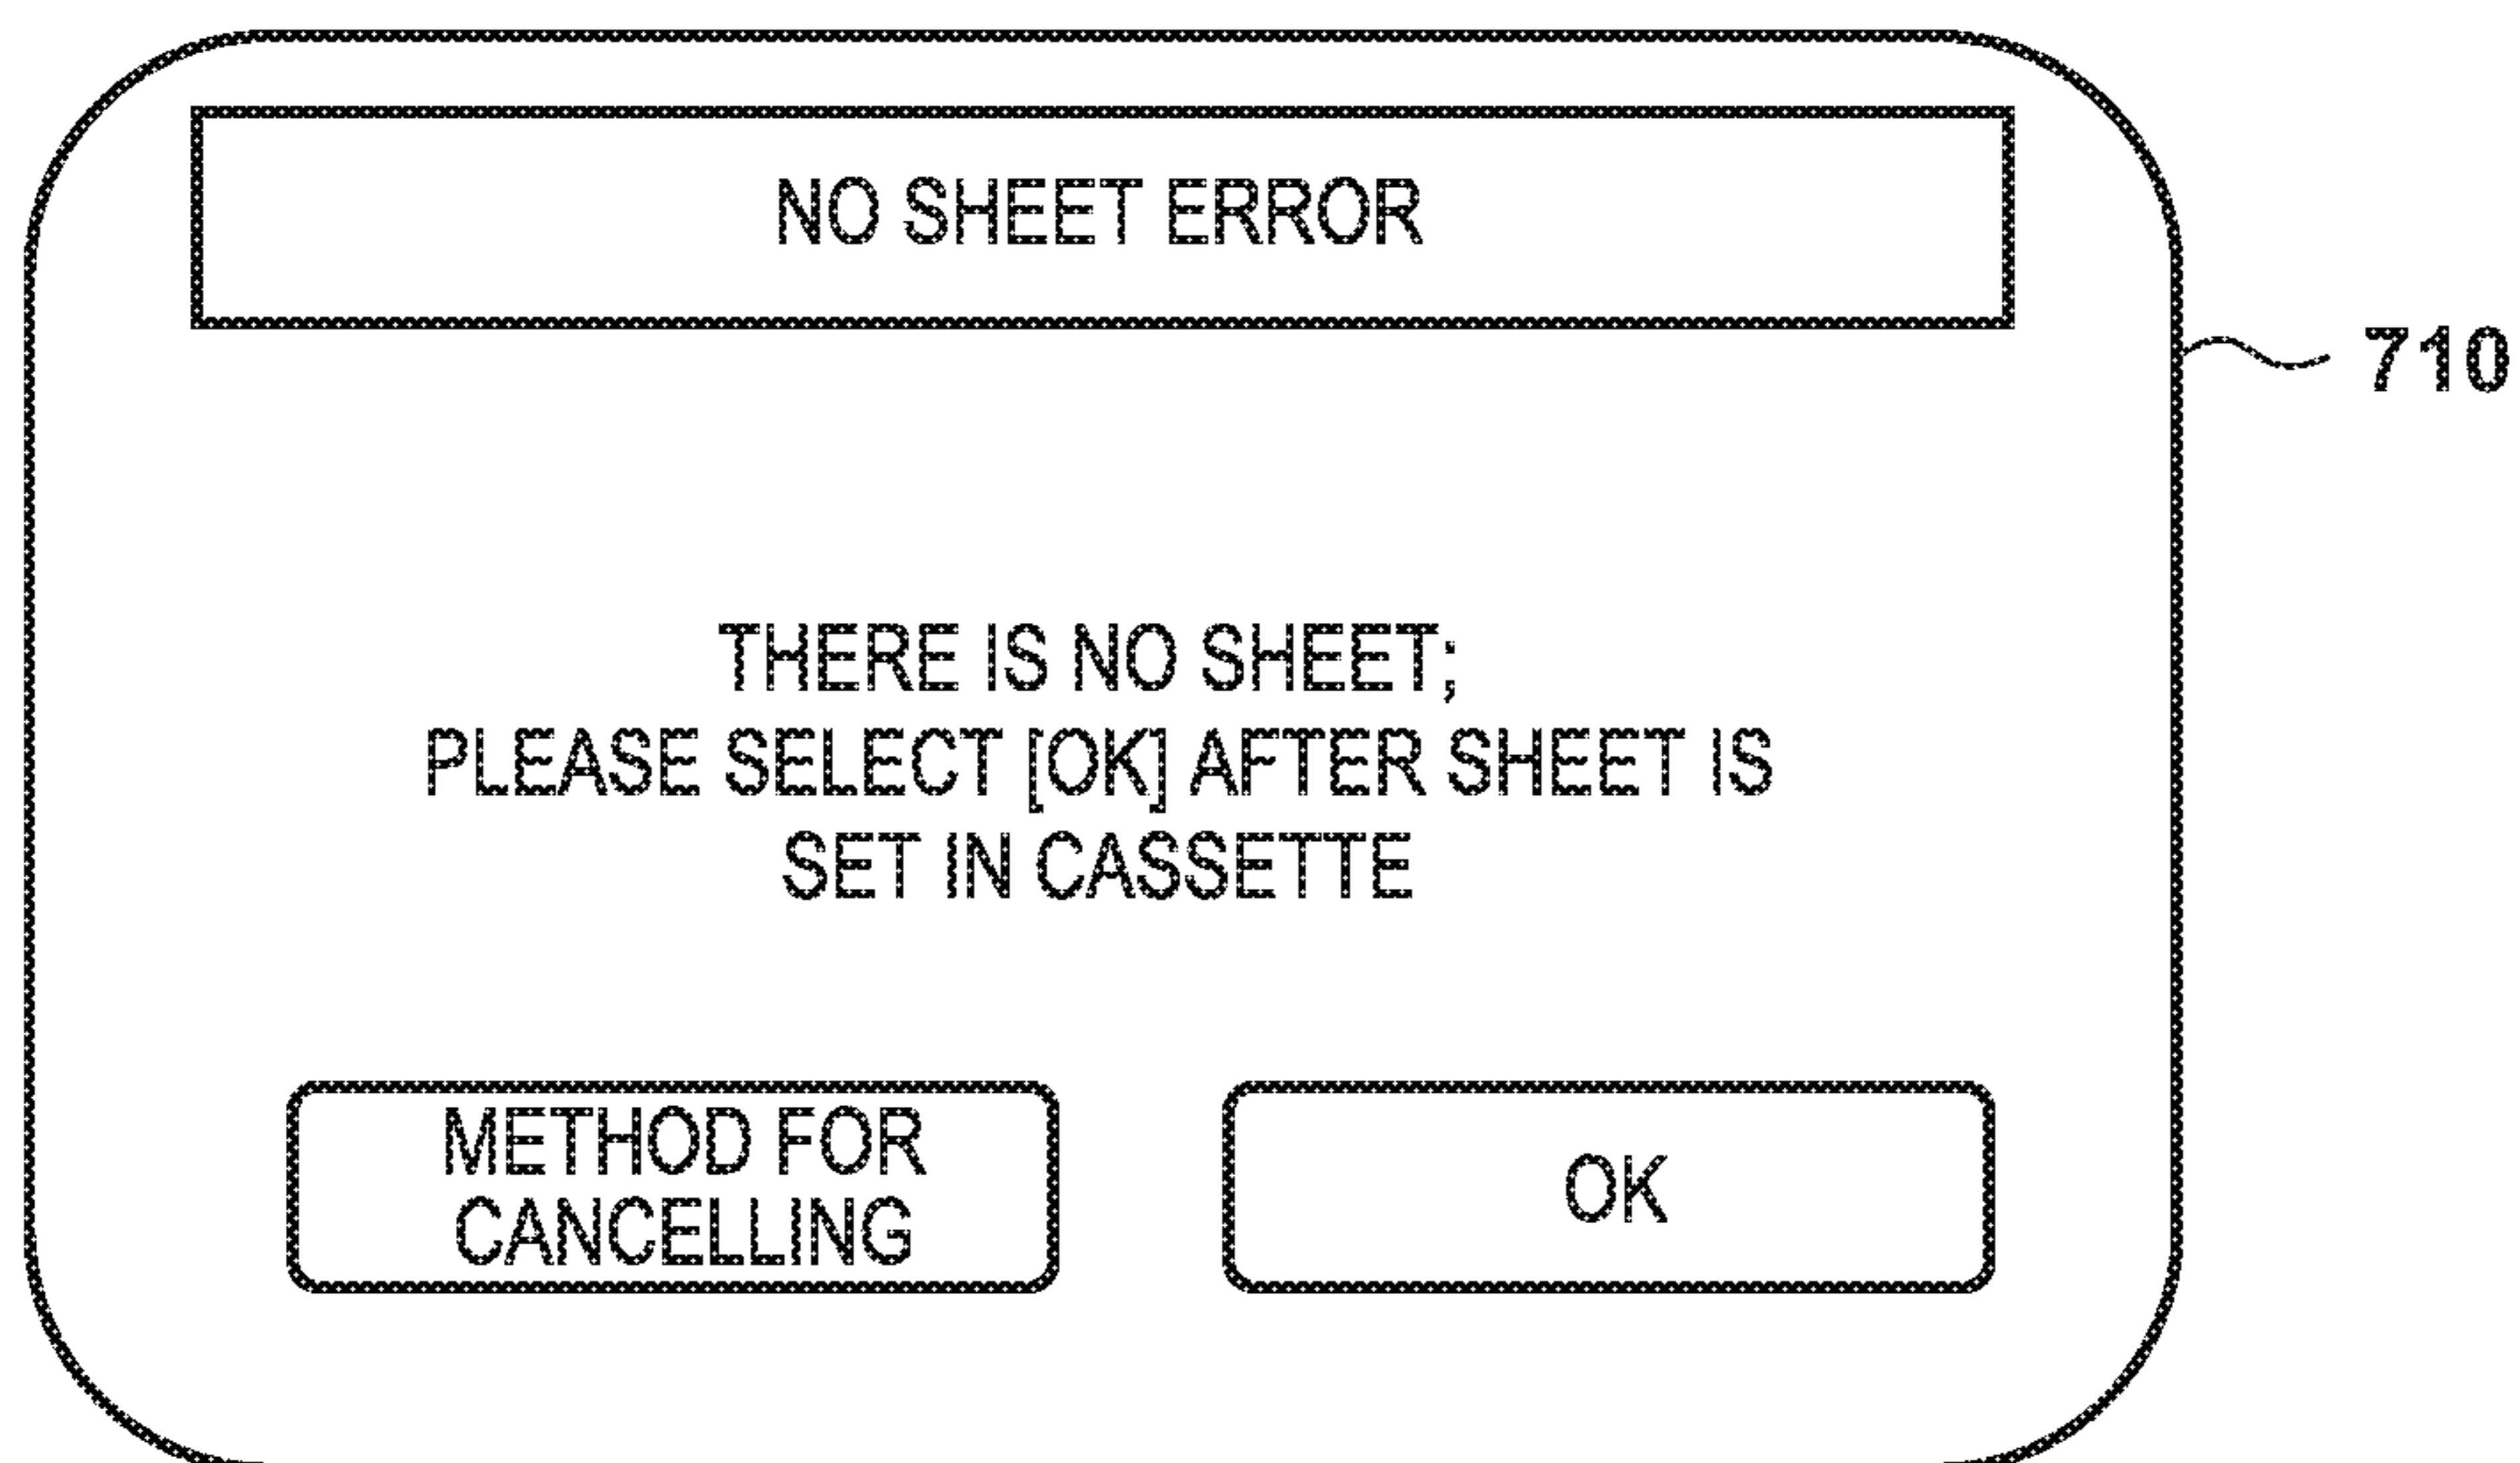 NO SHEET ERROR
710
THERE IS NO SHEET;
PLEASE SELECT [OK] AFTER SHEET IS
SET IN CASSETTE
METHOD FOR
CANCELLING
OK